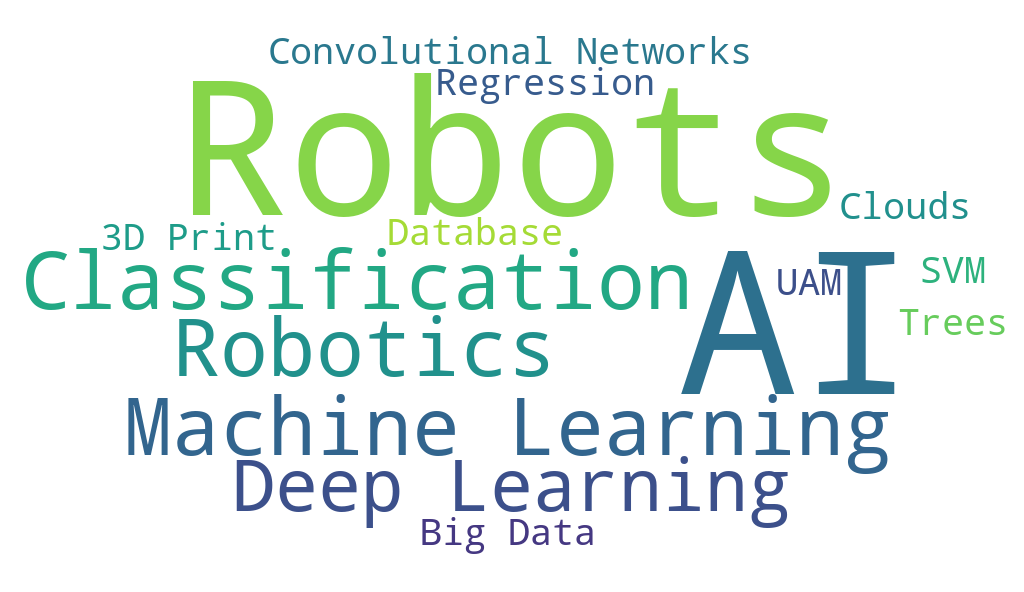 Convolutional Networks
Regression
Robots
Clouds
3D Print
Database
Classification
AI
UAM
SVM
Trees
Robotics
Machine Learning
Deep Learning
Big Data